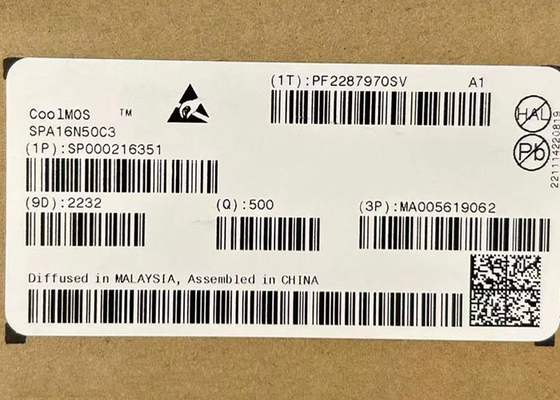 (1T):PF2287970SV A1
CoolMOS ™
SPA16N50C3
(1P):SP000216351
HAL
Pb
221114220819
(9D):2232
(Q):500
(3P):MA005619062
Diffused in MALAYSIA, Assembled in CHINA